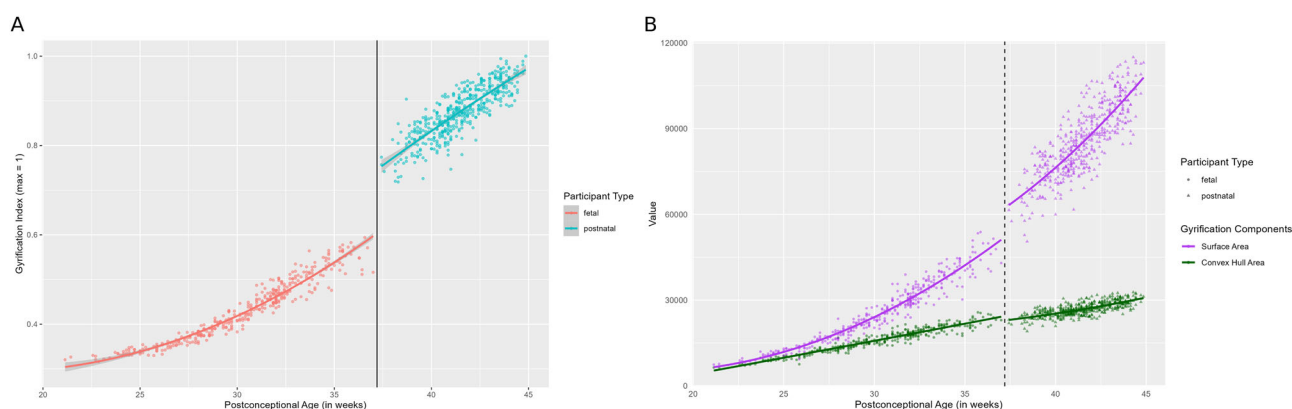 A
Gyrification Index (max = 1)
1.0
0.8
0.6
0.4
20
25
30
35
40
45
Postconceptional Age (in weeks)
Participant Type
fetal
postnatal
B
Value
120000
90000
60000
30000
0
20
25
30
35
40
45
Postconceptional Age (in weeks)
Participant Type
fetal
postnatal
Gyrification Components
Surface Area
Convex Hull Area